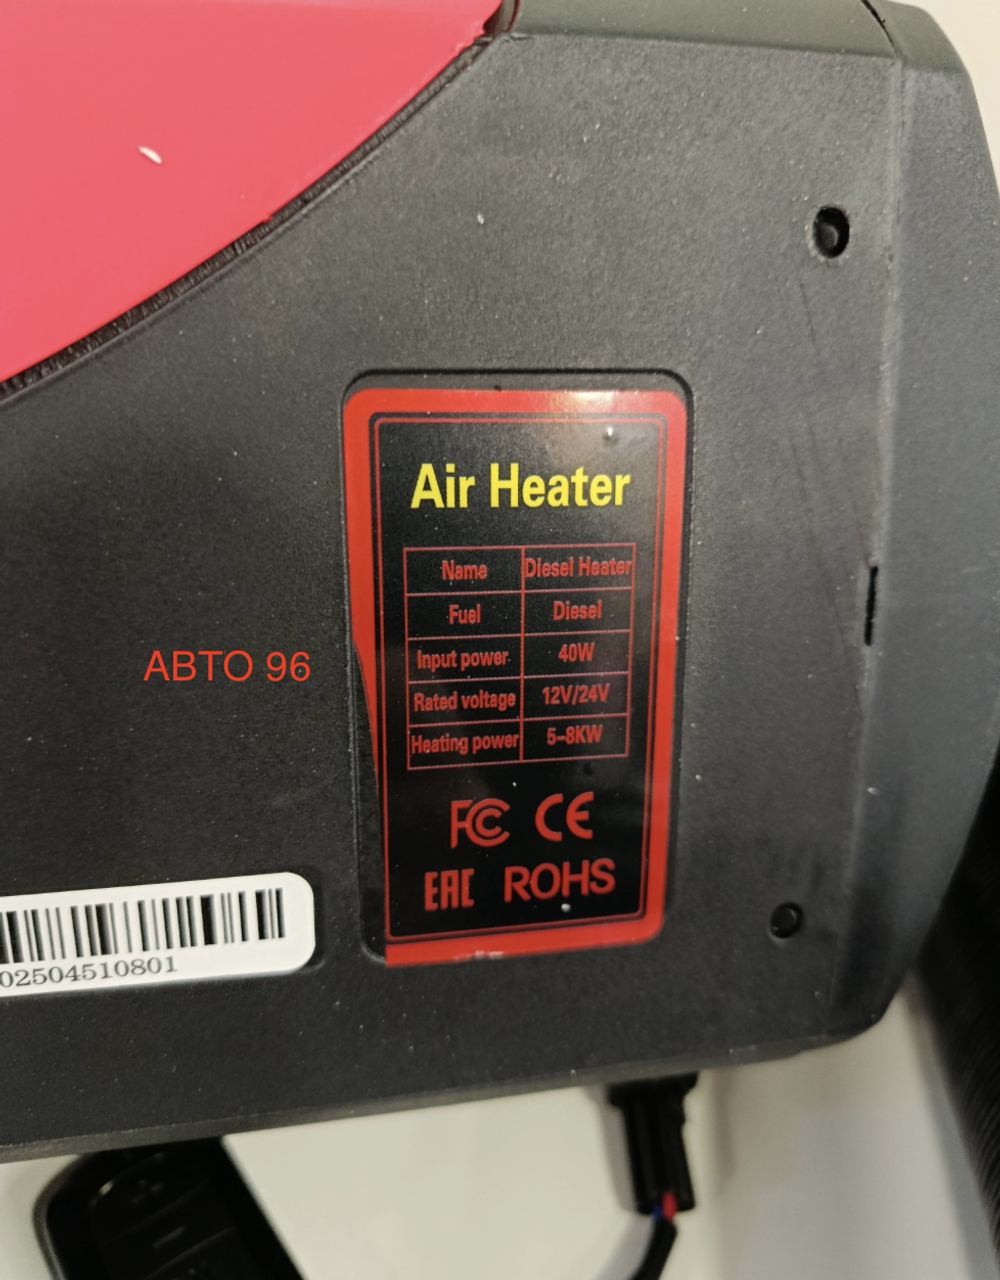 Air Heater
Name Diesel Heater
Fuel Diesel
Input power 40W
Rated voltage 12V/24V
Heating power 5-8KW
FC CE
EAC ROHS
АВТО 96
02504510801